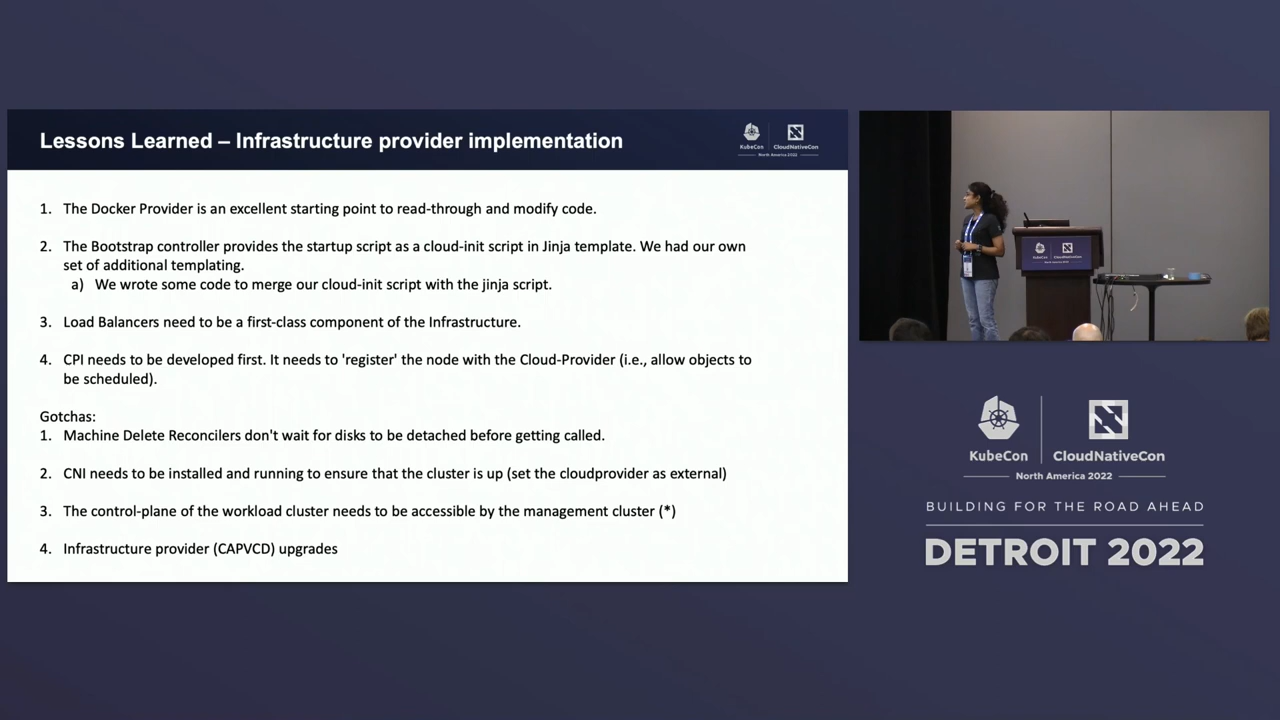 Lessons Learned – Infrastructure provider implementation
KubeCon
CloudNativeCon
North America 2022
1. The Docker Provider is an excellent starting point to read-through and modify code.
2. The Bootstrap controller provides the startup script as a cloud-init script in Jinja template. We had our own
set of additional templating.
a) We wrote some code to merge our cloud-init script with the jinja script.
3. Load Balancers need to be a first-class component of the Infrastructure.
4. CPI needs to be developed first. It needs to 'register' the node with the Cloud-Provider (i.e., allow objects to
be scheduled).
Gotchas:
1. Machine Delete Reconcilers don't wait for disks to be detached before getting called.
2. CNI needs to be installed and running to ensure that the cluster is up (set the cloudprovider as external)
3. The control-plane of the workload cluster needs to be accessible by the management cluster (*)
4. Infrastructure provider (CAPVCD) upgrades
KubeCon
CloudNativeCon
North America 2022
BUILDING FOR THE ROAD AHEAD
DETROIT 2022